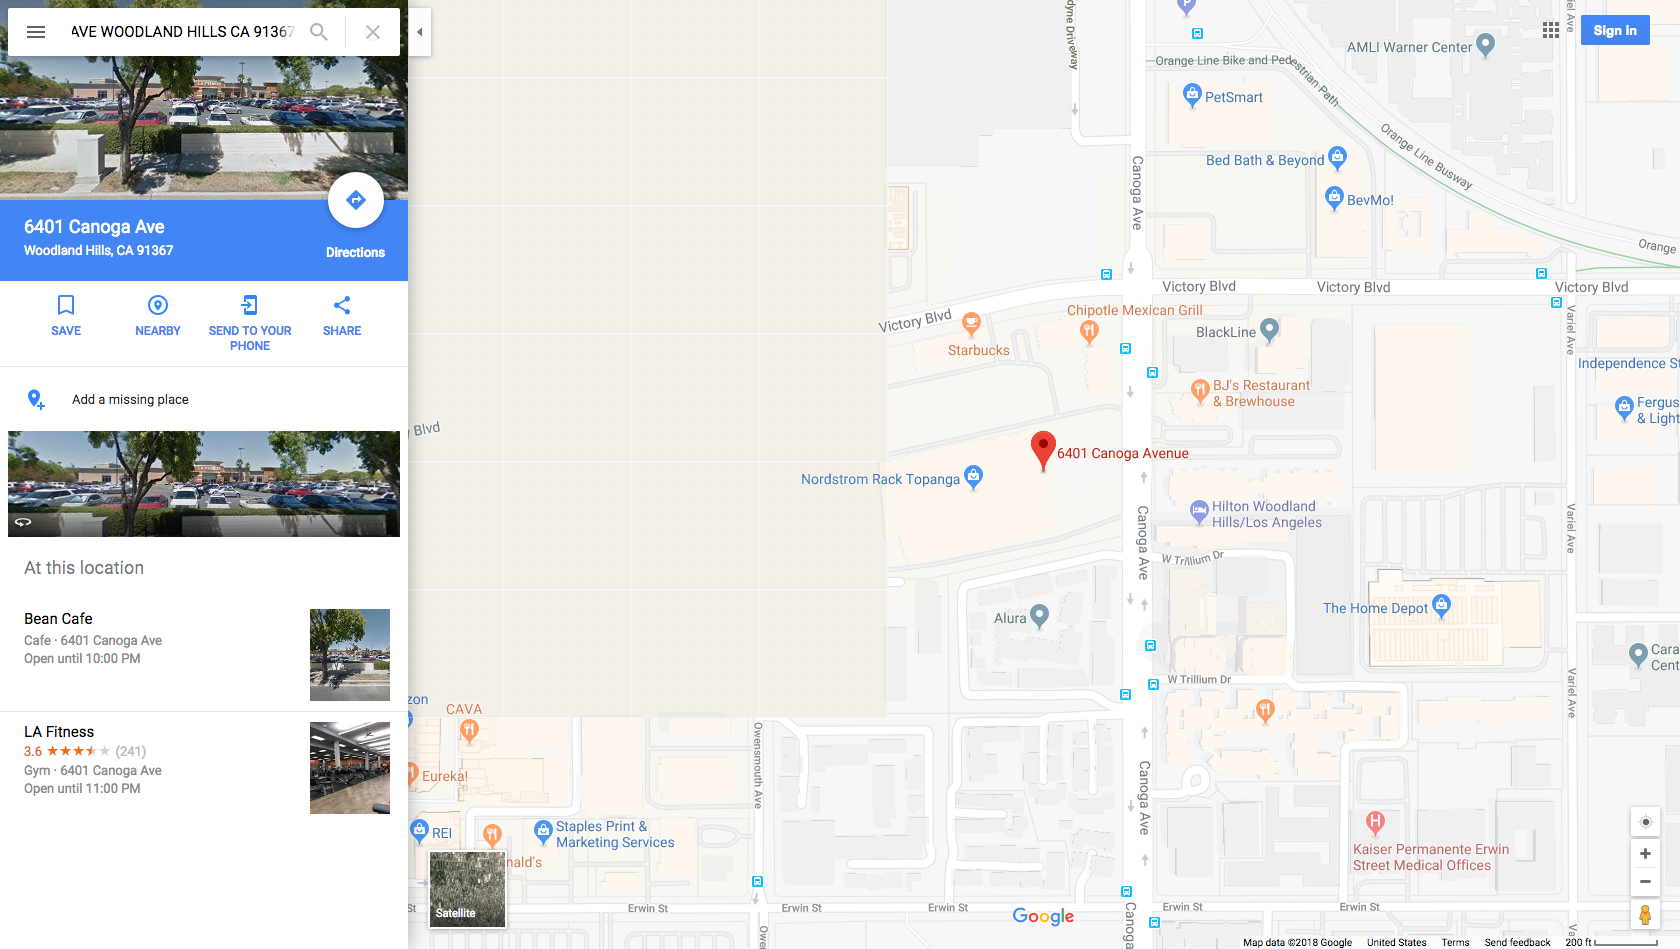 AVE WOODLAND HILLS CA 91367
6401 Canoga Ave
Woodland Hills, CA 91367
Directions
SAVE
NEARBY
SEND TO YOUR
PHONE
SHARE
Add a missing place
At this location
Bean Cafe
Cafe · 6401 Canoga Ave
Open until 10:00 PM
LA Fitness
3.6 (241)
Gym · 6401 Canoga Ave
Open until 11:00 PM
Sign in
AMLI Warner Center
Variel Ave
dyne Driveway
Orange Line Bike and Pedestrian Path
PetSmart
Orange Line Busway
Canoga Ave
Bed Bath & Beyond
BevMo!
Orange
Victory Blvd
Victory Blvd
Victory Blvd
Victory Blvd
Chipotle Mexican Grill
Starbucks
BlackLine
Variel Ave
Independence St
BJ's Restaurant
& Brewhouse
Fergus
& Light
Blvd
6401 Canoga Avenue
Nordstrom Rack Topanga
Hilton Woodland
Hills/Los Angeles
Canoga Ave
Variel Ave
W Trillium Dr
Alura
The Home Depot
Cara
Cent
W Trillium Dr
Variel Ave
zon
CAVA
Owensmouth Ave
Eureka!
Canoga Ave
REI
Staples Print &
Marketing Services
nald's
Kaiser Permanente Erwin
Street Medical Offices
Satellite
St
Erwin St
Erwin St
Erwin St
Erwin St
Erwin St
Canoga
Ow
Varie
Google
Map data ©2018 Google
United States
Terms
Send feedback
200 ft